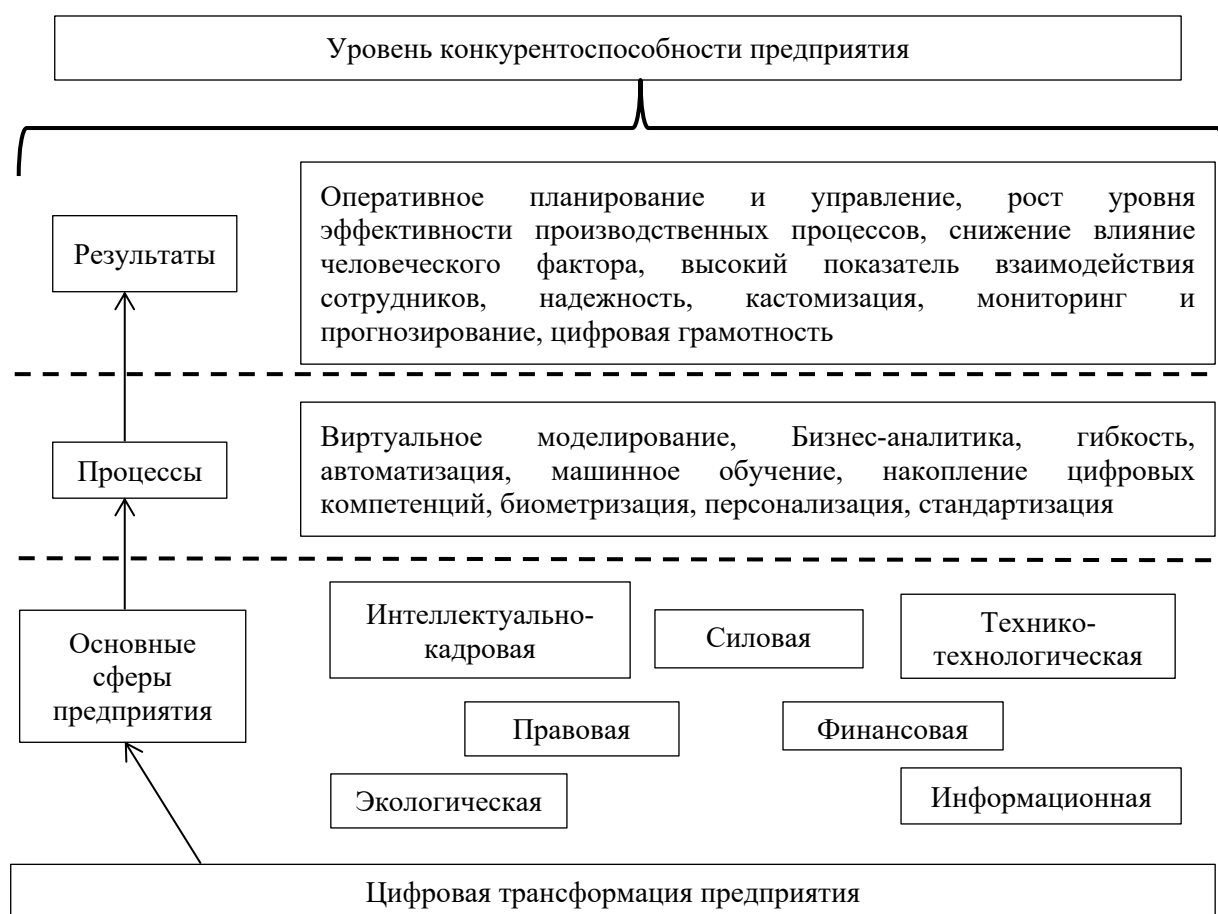 Уровень конкурентоспособности предприятия
Результаты
Оперативное планирование и управление, рост уровня
эффективности производственных процессов, снижение влияние
человеческого фактора, высокий показатель взаимодействия
сотрудников, надежность, кастомизация, мониторинг и
прогнозирование, цифровая грамотность
Процессы
Виртуальное моделирование, Бизнес-аналитика, гибкость,
автоматизация, машинное обучение, накопление цифровых
компетенций, биометризация, персонализация, стандартизация
Основные
сферы
предприятия
Интеллектуально-
кадровая
Силовая
Технико-
технологическая
Правовая
Финансовая
Экологическая
Информационная
Цифровая трансформация предприятия